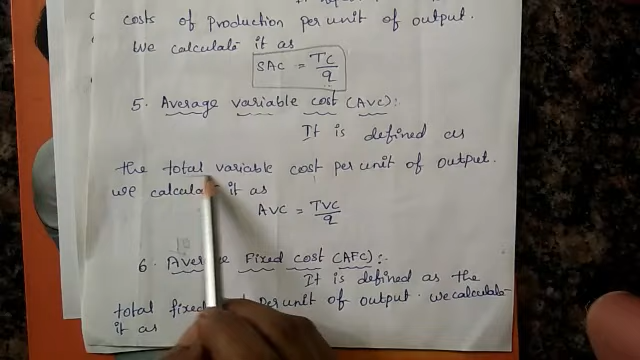 costs of production per unit of output.
We calculate it as
SAC = TC/q
5. Average variable cost (AVC):
It is defined as
the total variable cost per unit of output.
we calculate it as
AVC = TVC/q
6. Average Fixed cost (AFC):
It is defined as the
total fixed per unit of output. we calculate
it as